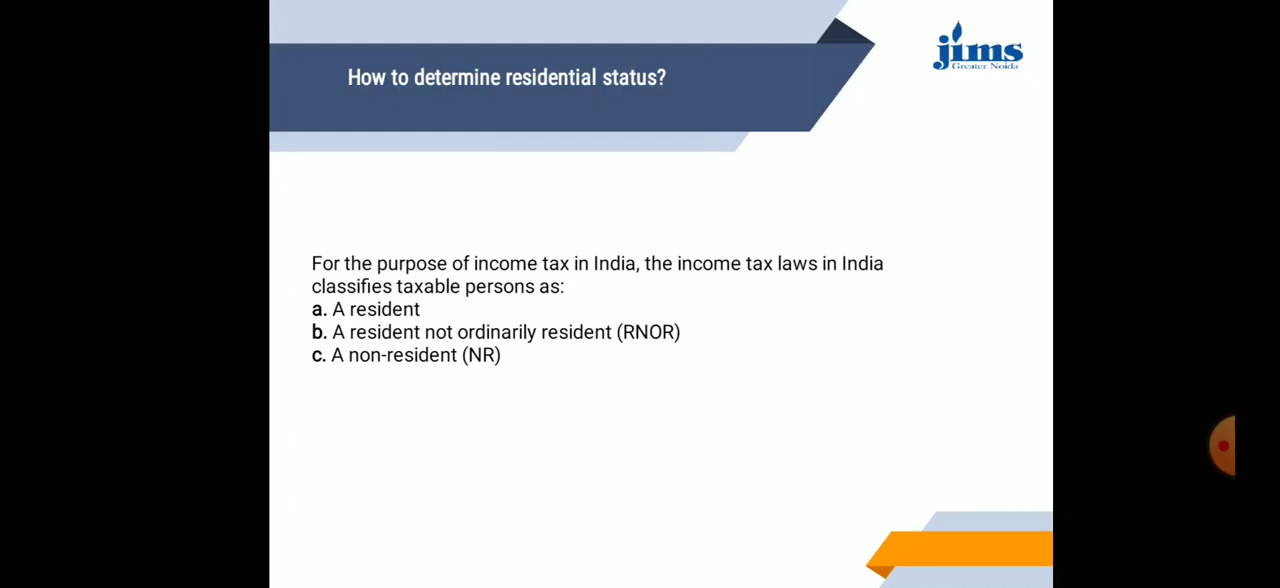 How to determine residential status?
jims
Greater Noida
For the purpose of income tax in India, the income tax laws in India
classifies taxable persons as:
a. A resident
b. A resident not ordinarily resident (RNOR)
c. A non-resident (NR)